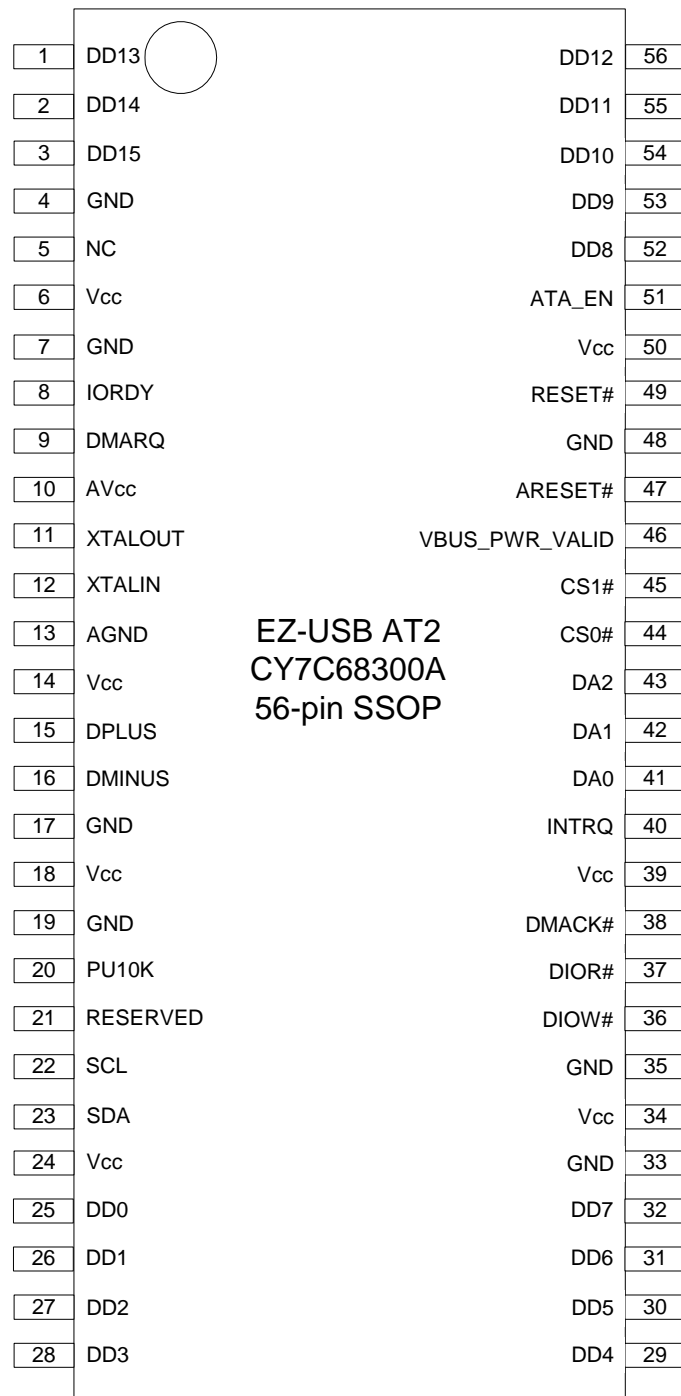 1 DD13 DD12 56
2 DD14 DD11 55
3 DD15 DD10 54
4 GND DD9 53
5 NC DD8 52
6 Vcc ATA_EN 51
7 GND Vcc 50
8 IORDY RESET# 49
9 DMARQ GND 48
10 AVcc ARESET# 47
11 XTALOUT VBUS_PWR_VALID 46
12 XTALIN CS1# 45
13 AGND EZ-USB AT2 CS0# 44
CY7C68300A
14 Vcc DA2 43
56-pin SSOP
15 DPLUS DA1 42
16 DMINUS DA0 41
17 GND INTRQ 40
18 Vcc Vcc 39
19 GND DMACK# 38
20 PU10K DIOR# 37
21 RESERVED DIOW# 36
22 SCL GND 35
23 SDA Vcc 34
24 Vcc GND 33
25 DD0 DD7 32
26 DD1 DD6 31
27 DD2 DD5 30
28 DD3 DD4 29